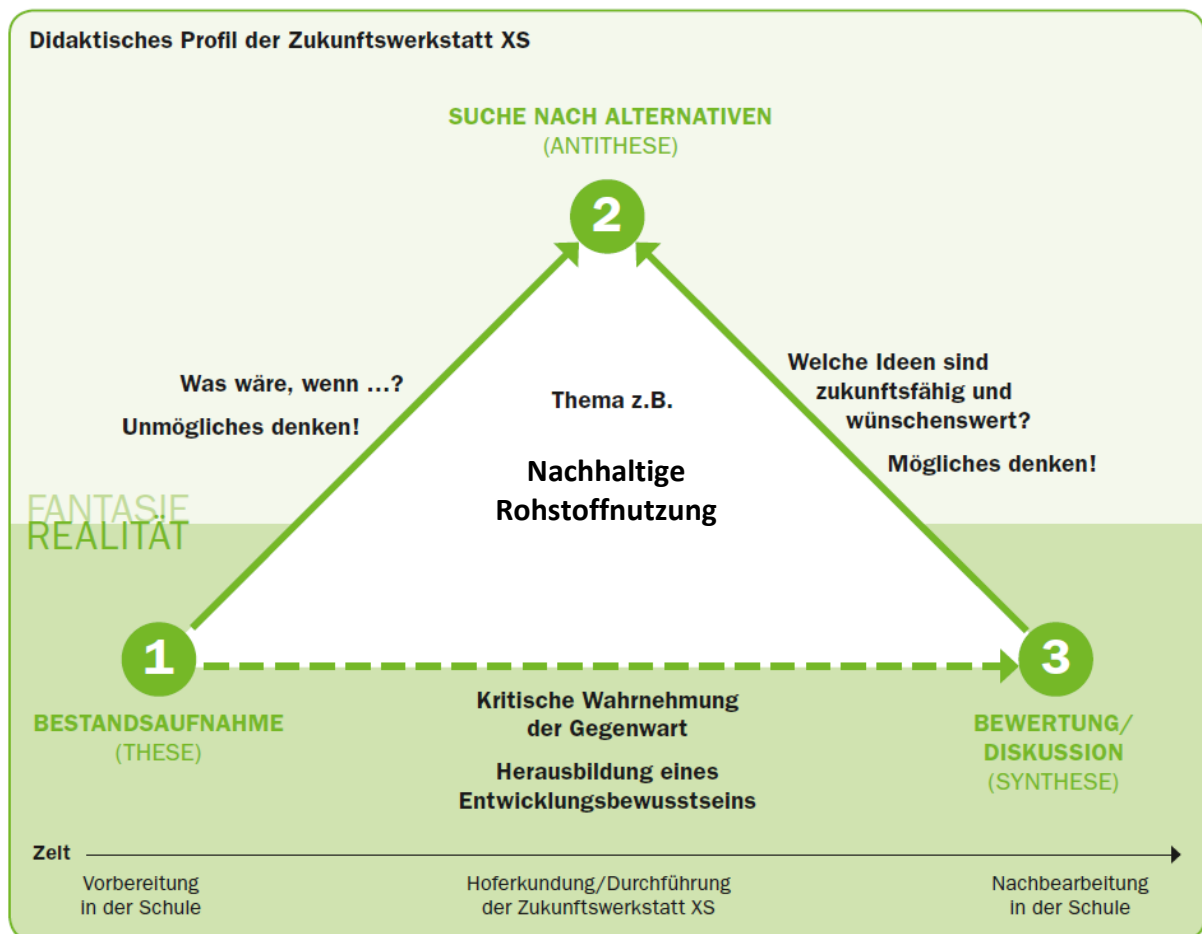 Didaktisches Profil der Zukunftswerkstatt XS
SUCHE NACH ALTERNATIVEN
(ANTITHESE)
2
Was wäre, wenn ...?
Unmögliches denken!
Thema z.B.
Nachhaltige
Rohstoffnutzung
Welche Ideen sind
zukunftsfähig und
wünschenswert?
Mögliches denken!
FANTASIE
REALITÄT
1
BESTANDSAUFNAHME
(THESE)
Kritische Wahrnehmung
der Gegenwart
Herausbildung eines
Entwicklungsbewusstseins
3
BEWERTUNG/
DISKUSSION
(SYNTHESE)
Zeit
Vorbereitung
in der Schule
Hoferkundung/Durchführung
der Zukunftswerkstatt XS
Nachbearbeitung
in der Schule